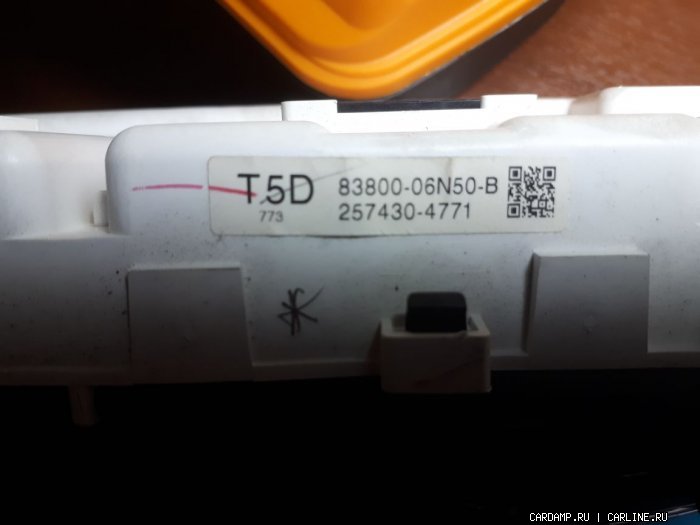 T5D 83800-06N50-B
773 257430-4771
CARDAMP.RU | CARLINE.RU